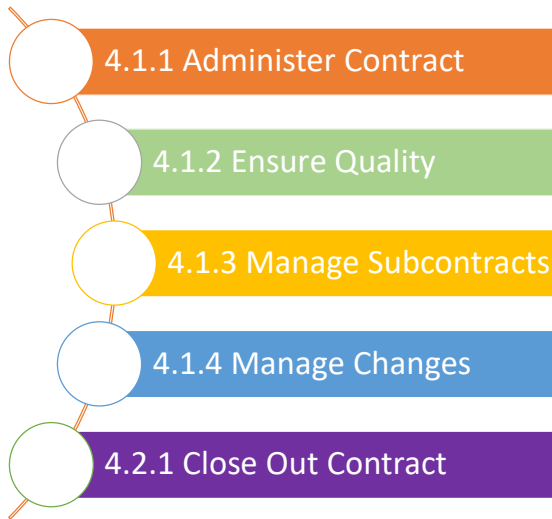 4.1.1 Administer Contract
4.1.2 Ensure Quality
4.1.3 Manage Subcontracts
4.1.4 Manage Changes
4.2.1 Close Out Contract